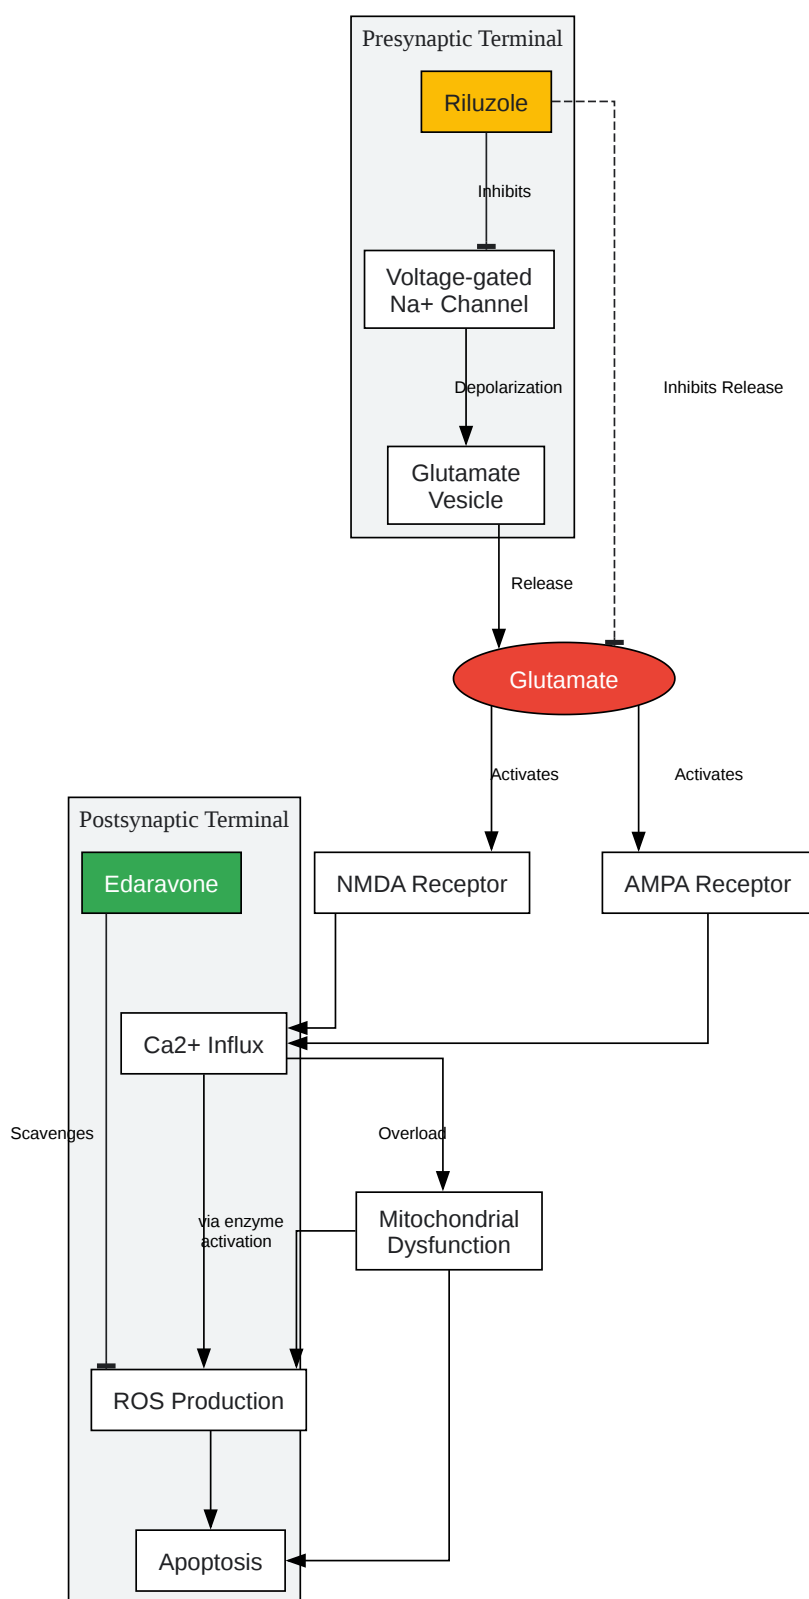 Presynaptic Terminal
Riluzole
Inhibits
Voltage-gated
Na+ Channel
Depolarization
Inhibits Release
Glutamate
Vesicle
Release
Glutamate
Activates
Activates
Postsynaptic Terminal
Edaravone
NMDA Receptor
AMPA Receptor
Ca2+ Influx
Scavenges
Overload
via enzyme
activation
Mitochondrial
Dysfunction
ROS Production
Apoptosis